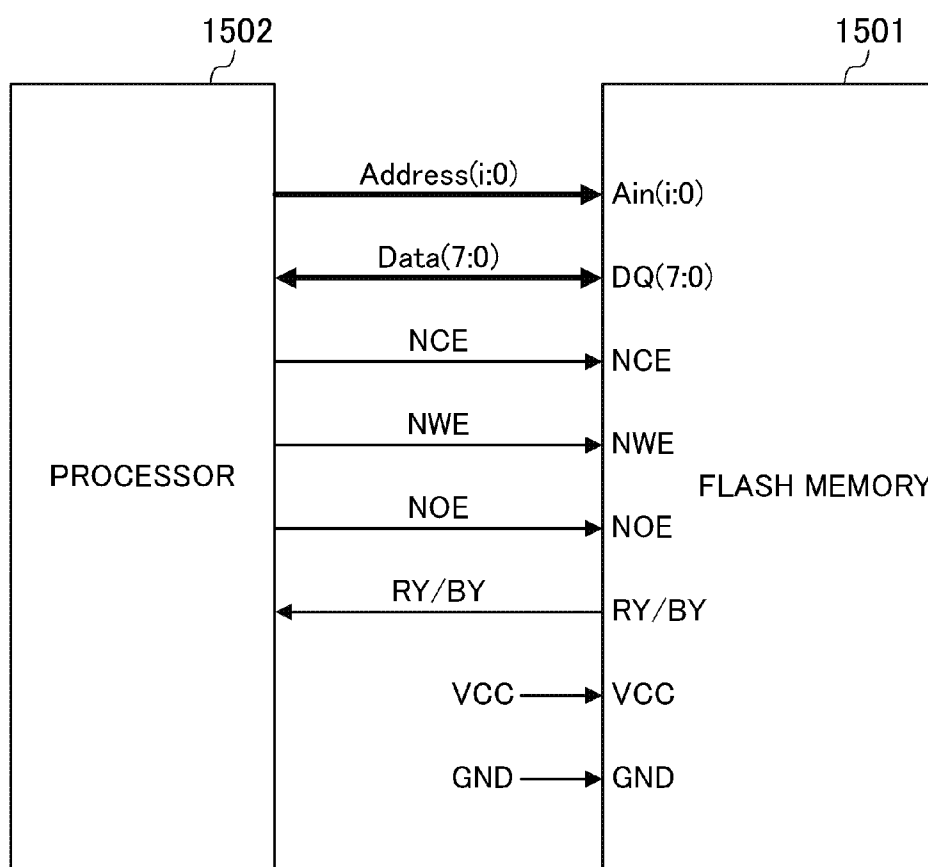 1502
1501
Address(i:0)
Ain(i:0)
Data(7:0)
DQ(7:0)
NCE
NCE
NWE
NWE
PROCESSOR
FLASH MEMORY
NOE
NOE
RY/BY
RY/BY
VCC
VCC
GND
GND